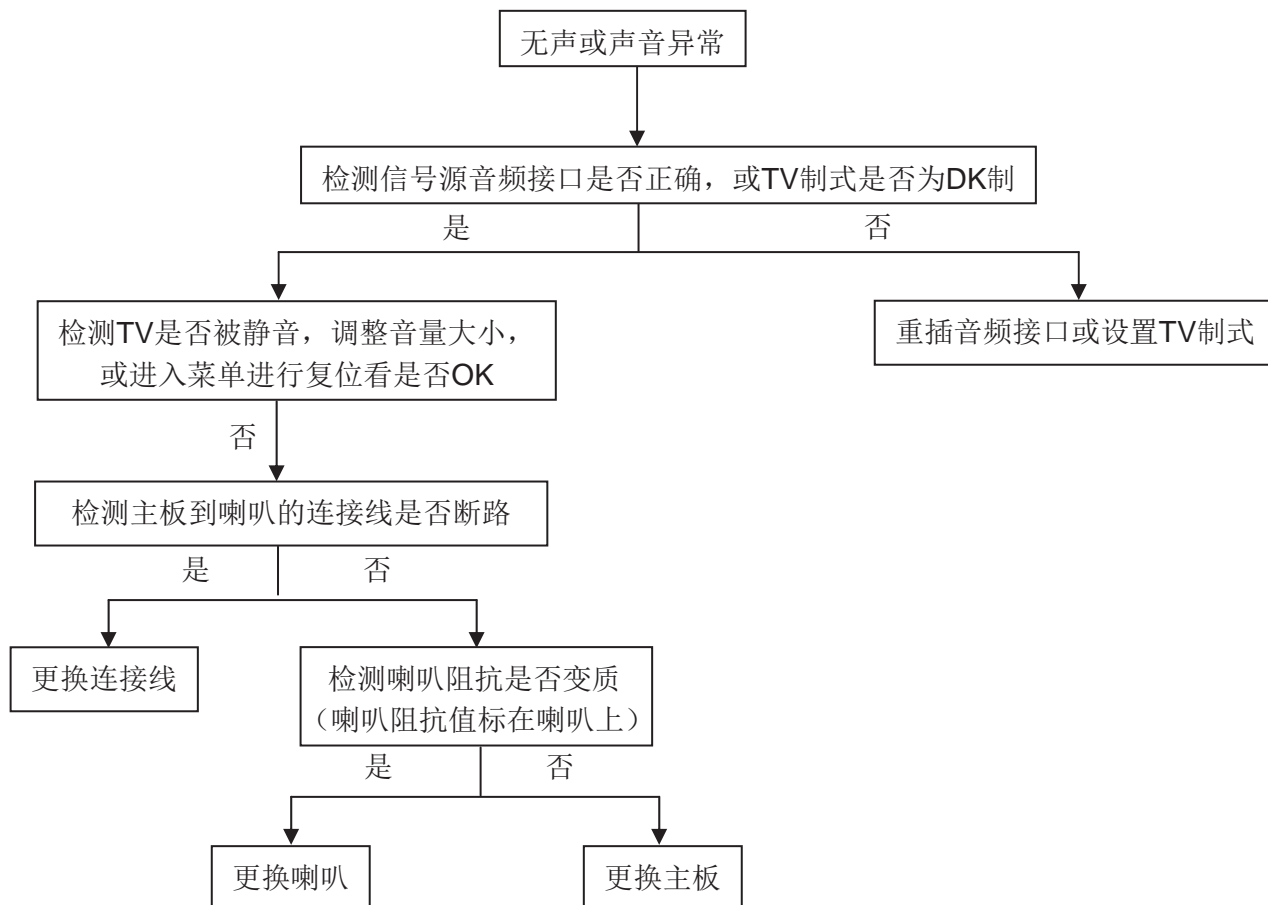 无声或声音异常
检测信号源音频接口是否正确，或TV制式是否为DK制
是
否
检测TV是否被静音，调整音量大小，
或进入菜单进行复位看是否OK
重插音频接口或设置TV制式
否
检测主板到喇叭的连接线是否断路
是
否
更换连接线
检测喇叭阻抗是否变质
（喇叭阻抗值标在喇叭上）
是
否
更换喇叭
更换主板